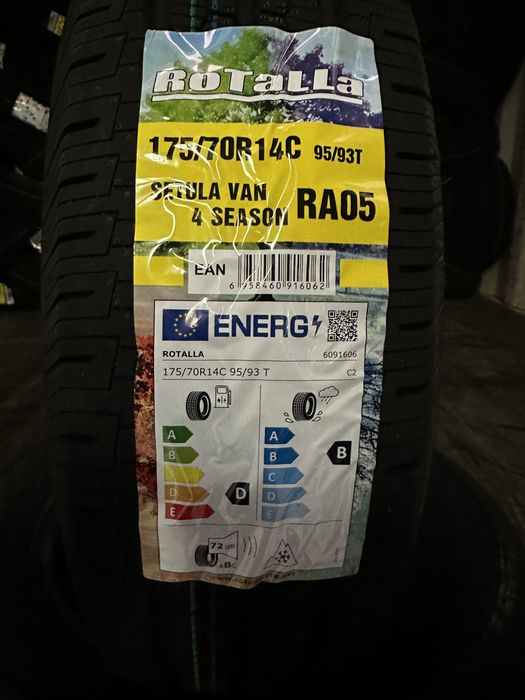 RoTaLLa
175/70R14C 95/93T
SETULA VAN
4 SEASON RA05
EAN
6 958460 916062
ENERG
ROTALLA 6091606
175/70R14C 95/93 T C2
A A
B B B
C C
D D D
E E
72 dB
ABC